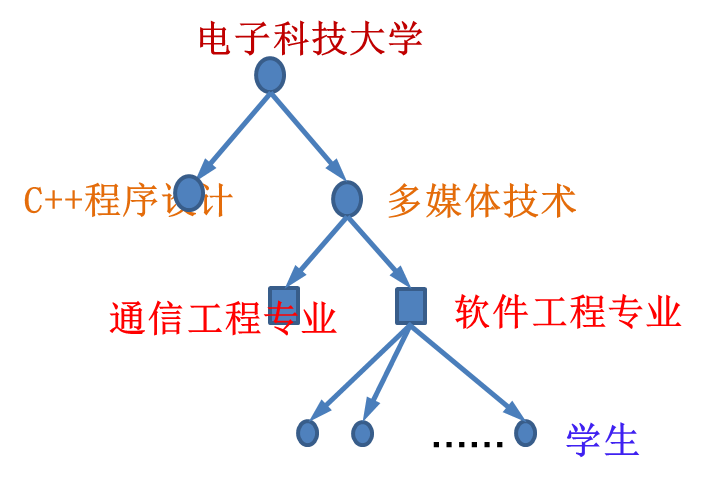 电子科技大学
C++程序设计
多媒体技术
通信工程专业
软件工程专业
......
学生